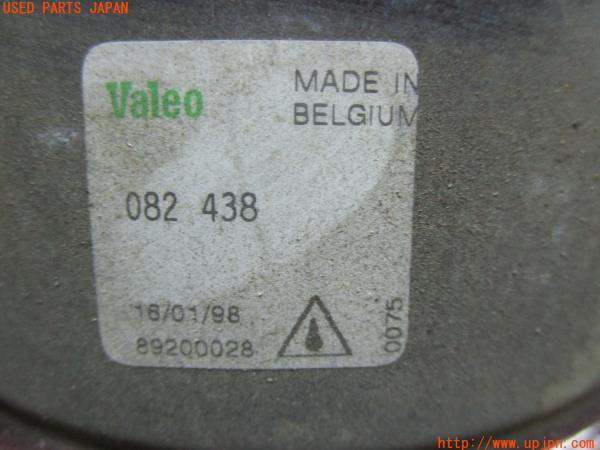 USED PARTS JAPAN
Valeo
MADE IN
BELGIUM
082 438
16/01/98
89200028
0075
http://www.upjpn.com/